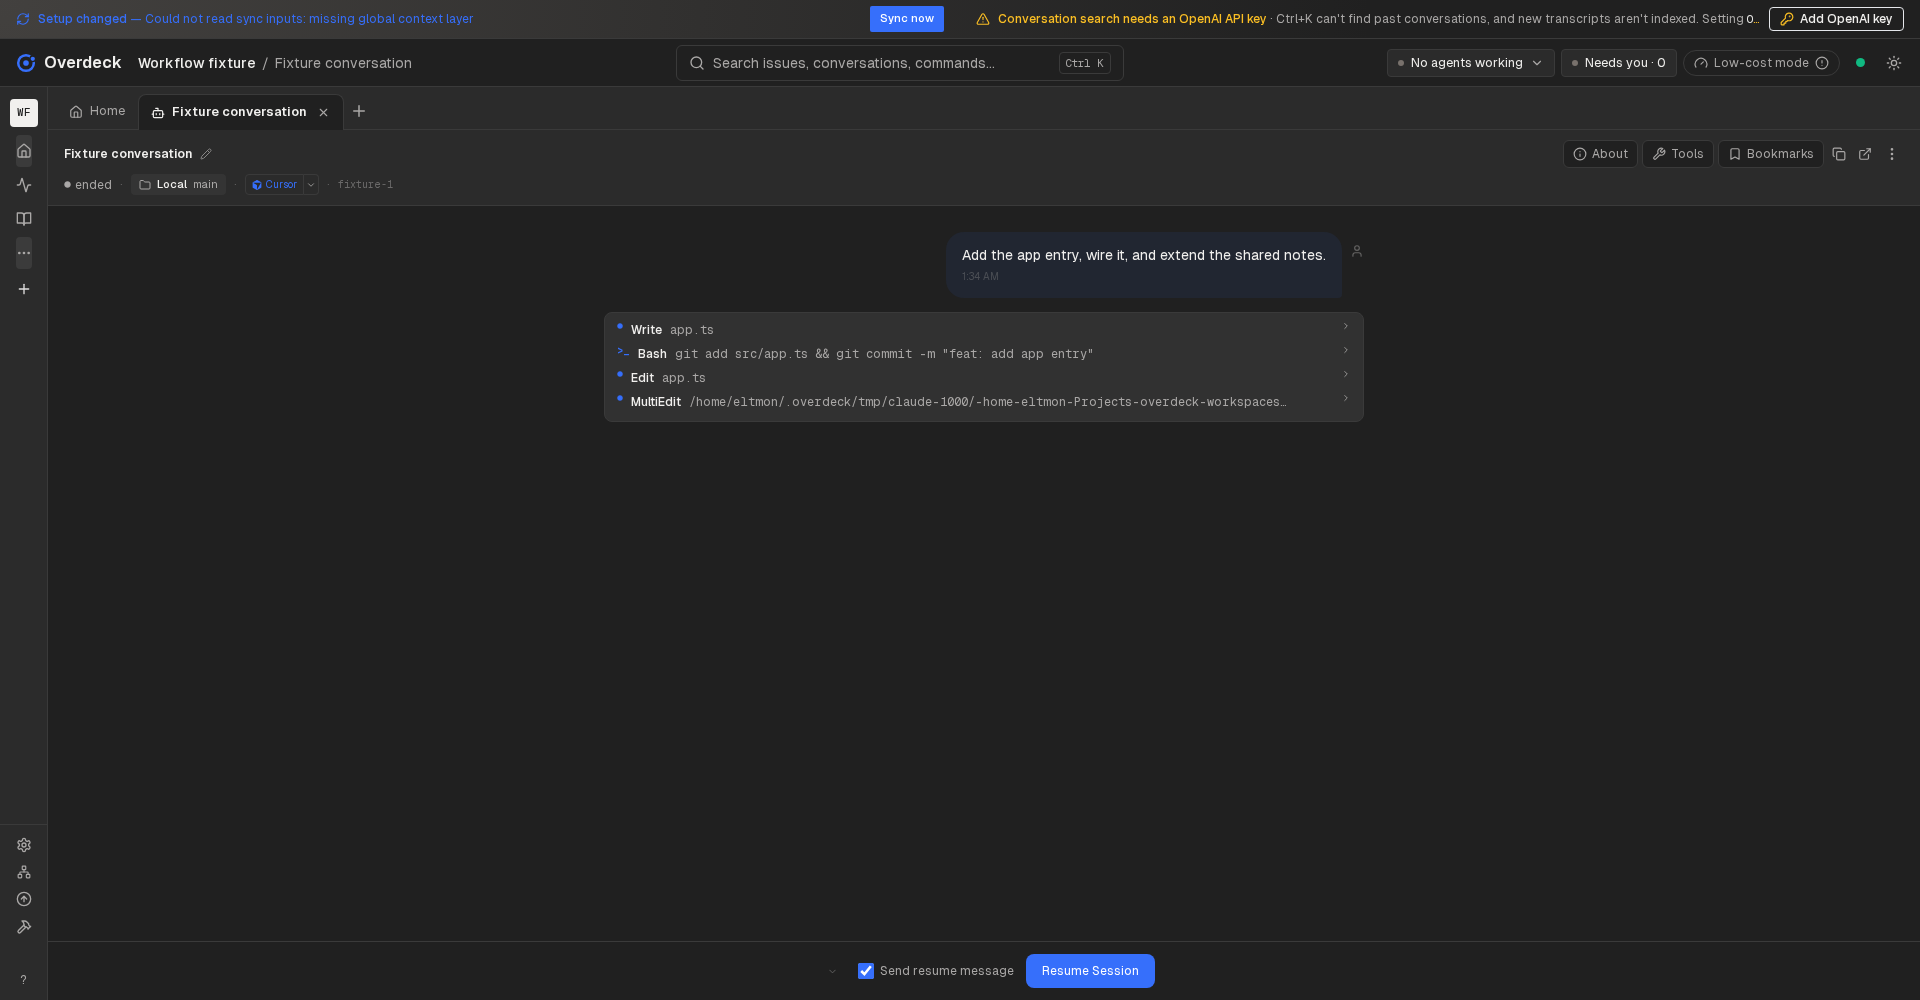 Setup changed — Could not read sync inputs: missing global context layer
Sync now
Conversation search needs an OpenAI API key · Ctrl+K can't find past conversations, and new transcripts aren't indexed. Setting O…
Add OpenAI key
Overdeck
Workflow fixture / Fixture conversation
Search issues, conversations, commands...
Ctrl K
No agents working
Needs you · 0
Low-cost mode
WF
Home
Fixture conversation
Fixture conversation
About
Tools
Bookmarks
ended · Local main · Cursor · fixture-1
Add the app entry, wire it, and extend the shared notes.
1:34 AM
Write app.ts
>_ Bash git add src/app.ts && git commit -m "feat: add app entry"
Edit app.ts
MultiEdit /home/eltmon/.overdeck/tmp/claude-1000/-home-eltmon-Projects-overdeck-workspaces…
?
Send resume message
Resume Session